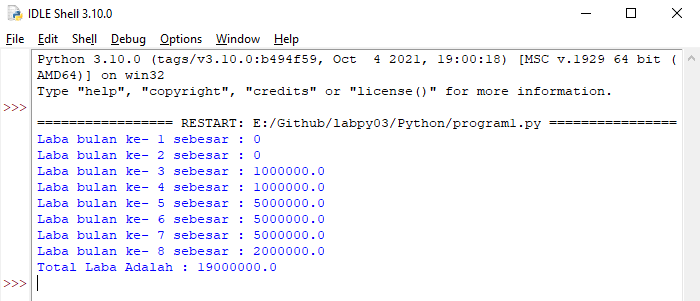 IDLE Shell 3.10.0
File Edit Shell Debug Options Window Help
Python 3.10.0 (tags/v3.10.0:b494f59, Oct  4 2021, 19:00:18) [MSC v.1929 64 bit (
AMD64)] on win32
Type "help", "copyright", "credits" or "license()" for more information.
>>>
================= RESTART: E:/Github/labpy03/Python/program1.py ================
Laba bulan ke- 1 sebesar : 0
Laba bulan ke- 2 sebesar : 0
Laba bulan ke- 3 sebesar : 1000000.0
Laba bulan ke- 4 sebesar : 1000000.0
Laba bulan ke- 5 sebesar : 5000000.0
Laba bulan ke- 6 sebesar : 5000000.0
Laba bulan ke- 7 sebesar : 5000000.0
Laba bulan ke- 8 sebesar : 2000000.0
Total Laba Adalah : 19000000.0
>>>